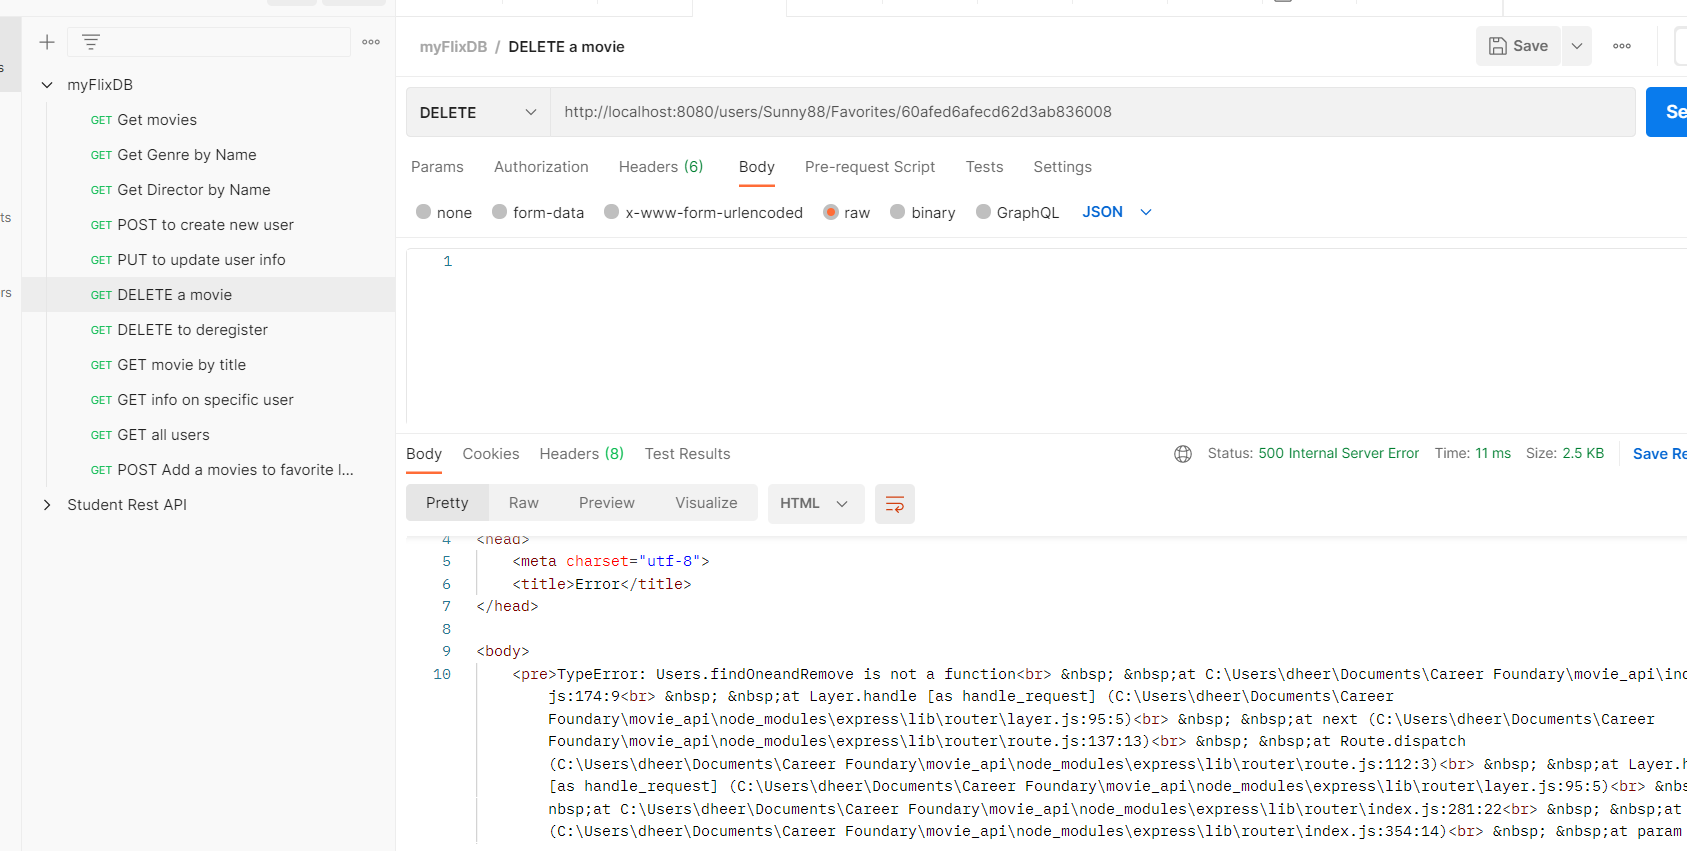 s
ts
rs
myFlixDB
GET Get movies
GET Get Genre by Name
GET Get Director by Name
GET POST to create new user
GET PUT to update user info
GET DELETE a movie
GET DELETE to deregister
GET GET movie by title
GET GET info on specific user
GET GET all users
GET POST Add a movies to favorite l...
Student Rest API
myFlixDB / DELETE a movie
Save
DELETE http://localhost:8080/users/Sunny88/Favorites/60afed6afecd62d3ab836008
Se
Params Authorization Headers (6) Body Pre-request Script Tests Settings
none form-data x-www-form-urlencoded raw binary GraphQL JSON
1
Body Cookies Headers (8) Test Results Status: 500 Internal Server Error Time: 11 ms Size: 2.5 KB Save Re
Pretty Raw Preview Visualize HTML
4 <head>
5 <meta charset="utf-8">
6 <title>Error</title>
7 </head>
8
9 <body>
10 <pre>TypeError: Users.findOneandRemove is not a function<br> &nbsp; &nbsp;at C:\Users\dheer\Documents\Career Foundary\movie_api\ind
js:174:9<br> &nbsp; &nbsp;at Layer.handle [as handle_request] (C:\Users\dheer\Documents\Career
Foundary\movie_api\node_modules\express\lib\router\layer.js:95:5)<br> &nbsp; &nbsp;at next (C:\Users\dheer\Documents\Career
Foundary\movie_api\node_modules\express\lib\router\route.js:137:13)<br> &nbsp; &nbsp;at Route.dispatch
(C:\Users\dheer\Documents\Career Foundary\movie_api\node_modules\express\lib\router\route.js:112:3)<br> &nbsp; &nbsp;at Layer.h
[as handle_request] (C:\Users\dheer\Documents\Career Foundary\movie_api\node_modules\express\lib\router\layer.js:95:5)<br> &nbs
nbsp;at C:\Users\dheer\Documents\Career Foundary\movie_api\node_modules\express\lib\router\index.js:281:22<br> &nbsp; &nbsp;at
(C:\Users\dheer\Documents\Career Foundary\movie_api\node_modules\express\lib\router\index.js:354:14)<br> &nbsp; &nbsp;at param